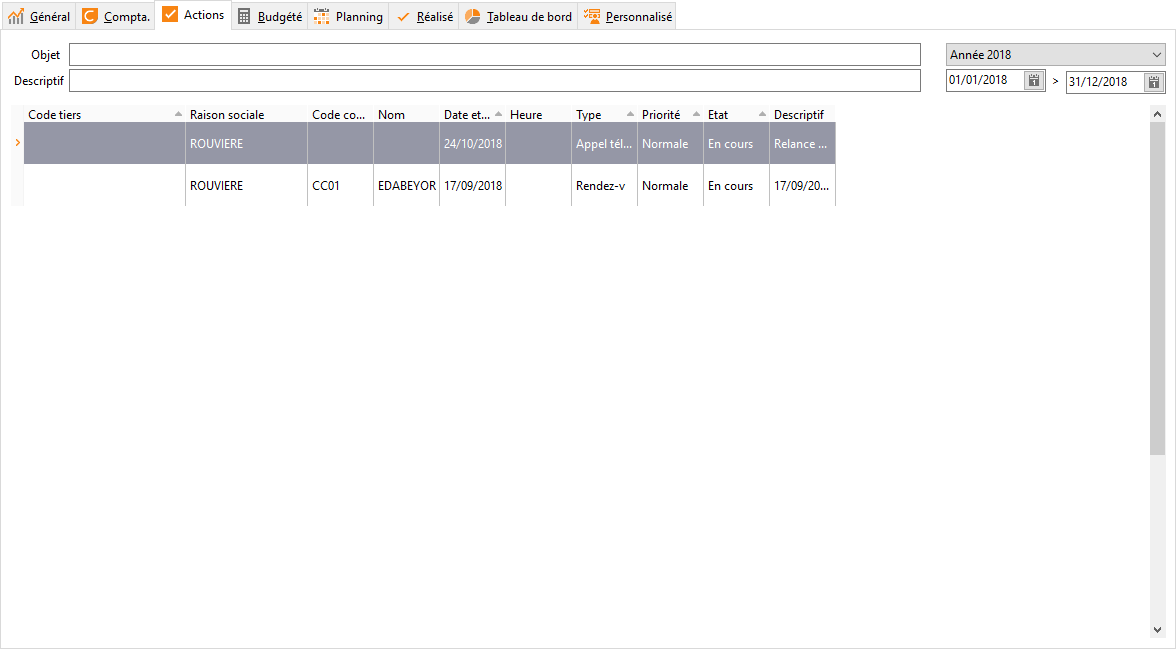 Général Compta. Actions Budgété Planning Réalisé Tableau de bord Personnalisé
Objet Année 2018
Descriptif 01/01/2018 > 31/12/2018
Code tiers Raison sociale Code co... Nom Date et... Heure Type Priorité Etat Descriptif
ROUVIERE 24/10/2018 Appel tél... Normale En cours Relance ...
ROUVIERE CC01 EDABEYOR 17/09/2018 Rendez-v Normale En cours 17/09/20...